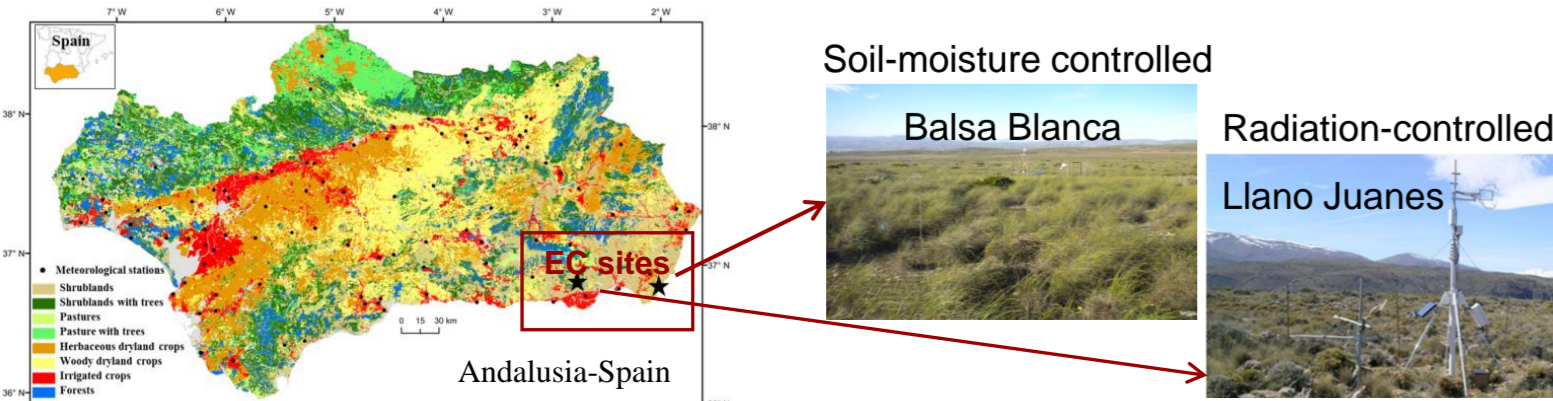 7° W
6° W
5° W
4° W
3° W
2° W
Spain
38° N
38° N
37° N
37° N
36° N
EC sites
Meteorological stations
Shrublands
Shrublands with trees
Pastures
Pasture with trees
Herbaceous dryland crops
Woody dryland crops
Irrigated crops
Forests
0 15 30 km
Andalusia-Spain
Soil-moisture controlled
Balsa Blanca
Radiation-controlled
Llano Juanes